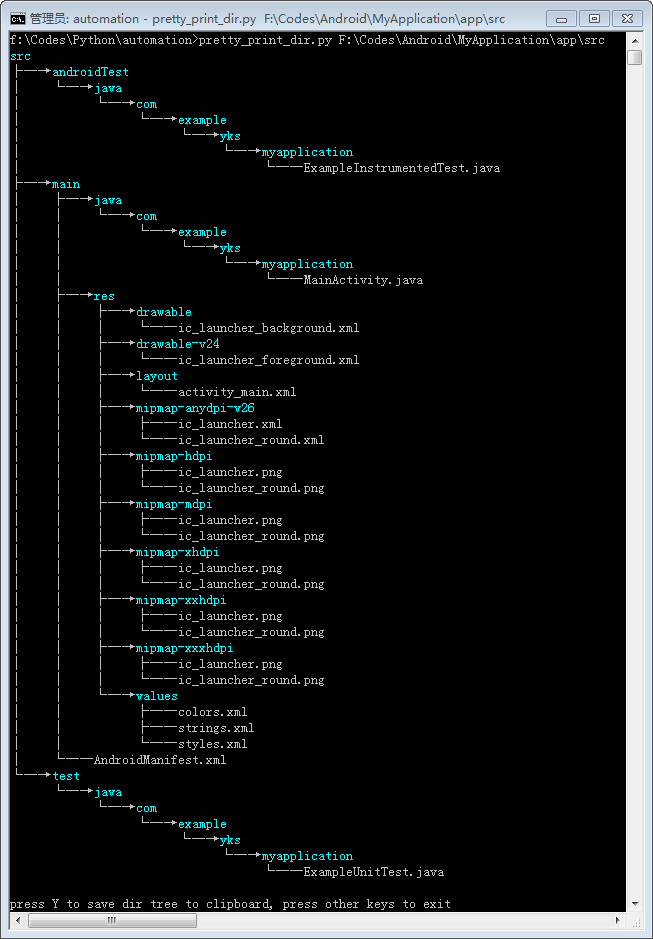 管理员: automation - pretty_print_dir.py  F:\Codes\Android\MyApplication\app\src
f:\Codes\Python\automation>pretty_print_dir.py F:\Codes\Android\MyApplication\app\src
src
androidTest
java
com
example
yks
myapplication
ExampleInstrumentedTest.java
main
java
com
example
yks
myapplication
MainActivity.java
res
drawable
ic_launcher_background.xml
drawable-v24
ic_launcher_foreground.xml
layout
activity_main.xml
mipmap-anydpi-v26
ic_launcher.xml
ic_launcher_round.xml
mipmap-hdpi
ic_launcher.png
ic_launcher_round.png
mipmap-mdpi
ic_launcher.png
ic_launcher_round.png
mipmap-xhdpi
ic_launcher.png
ic_launcher_round.png
mipmap-xxhdpi
ic_launcher.png
ic_launcher_round.png
mipmap-xxxhdpi
ic_launcher.png
ic_launcher_round.png
values
colors.xml
strings.xml
styles.xml
AndroidManifest.xml
test
java
com
example
yks
myapplication
ExampleUnitTest.java
press Y to save dir tree to clipboard, press other keys to exit